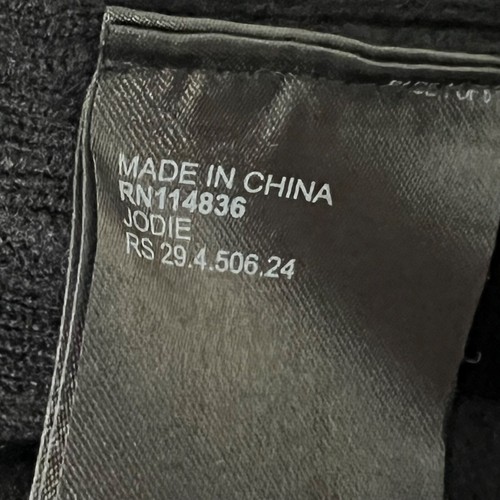 MADE IN CHINA
RN114836
JODIE
RS 29.4.506.24